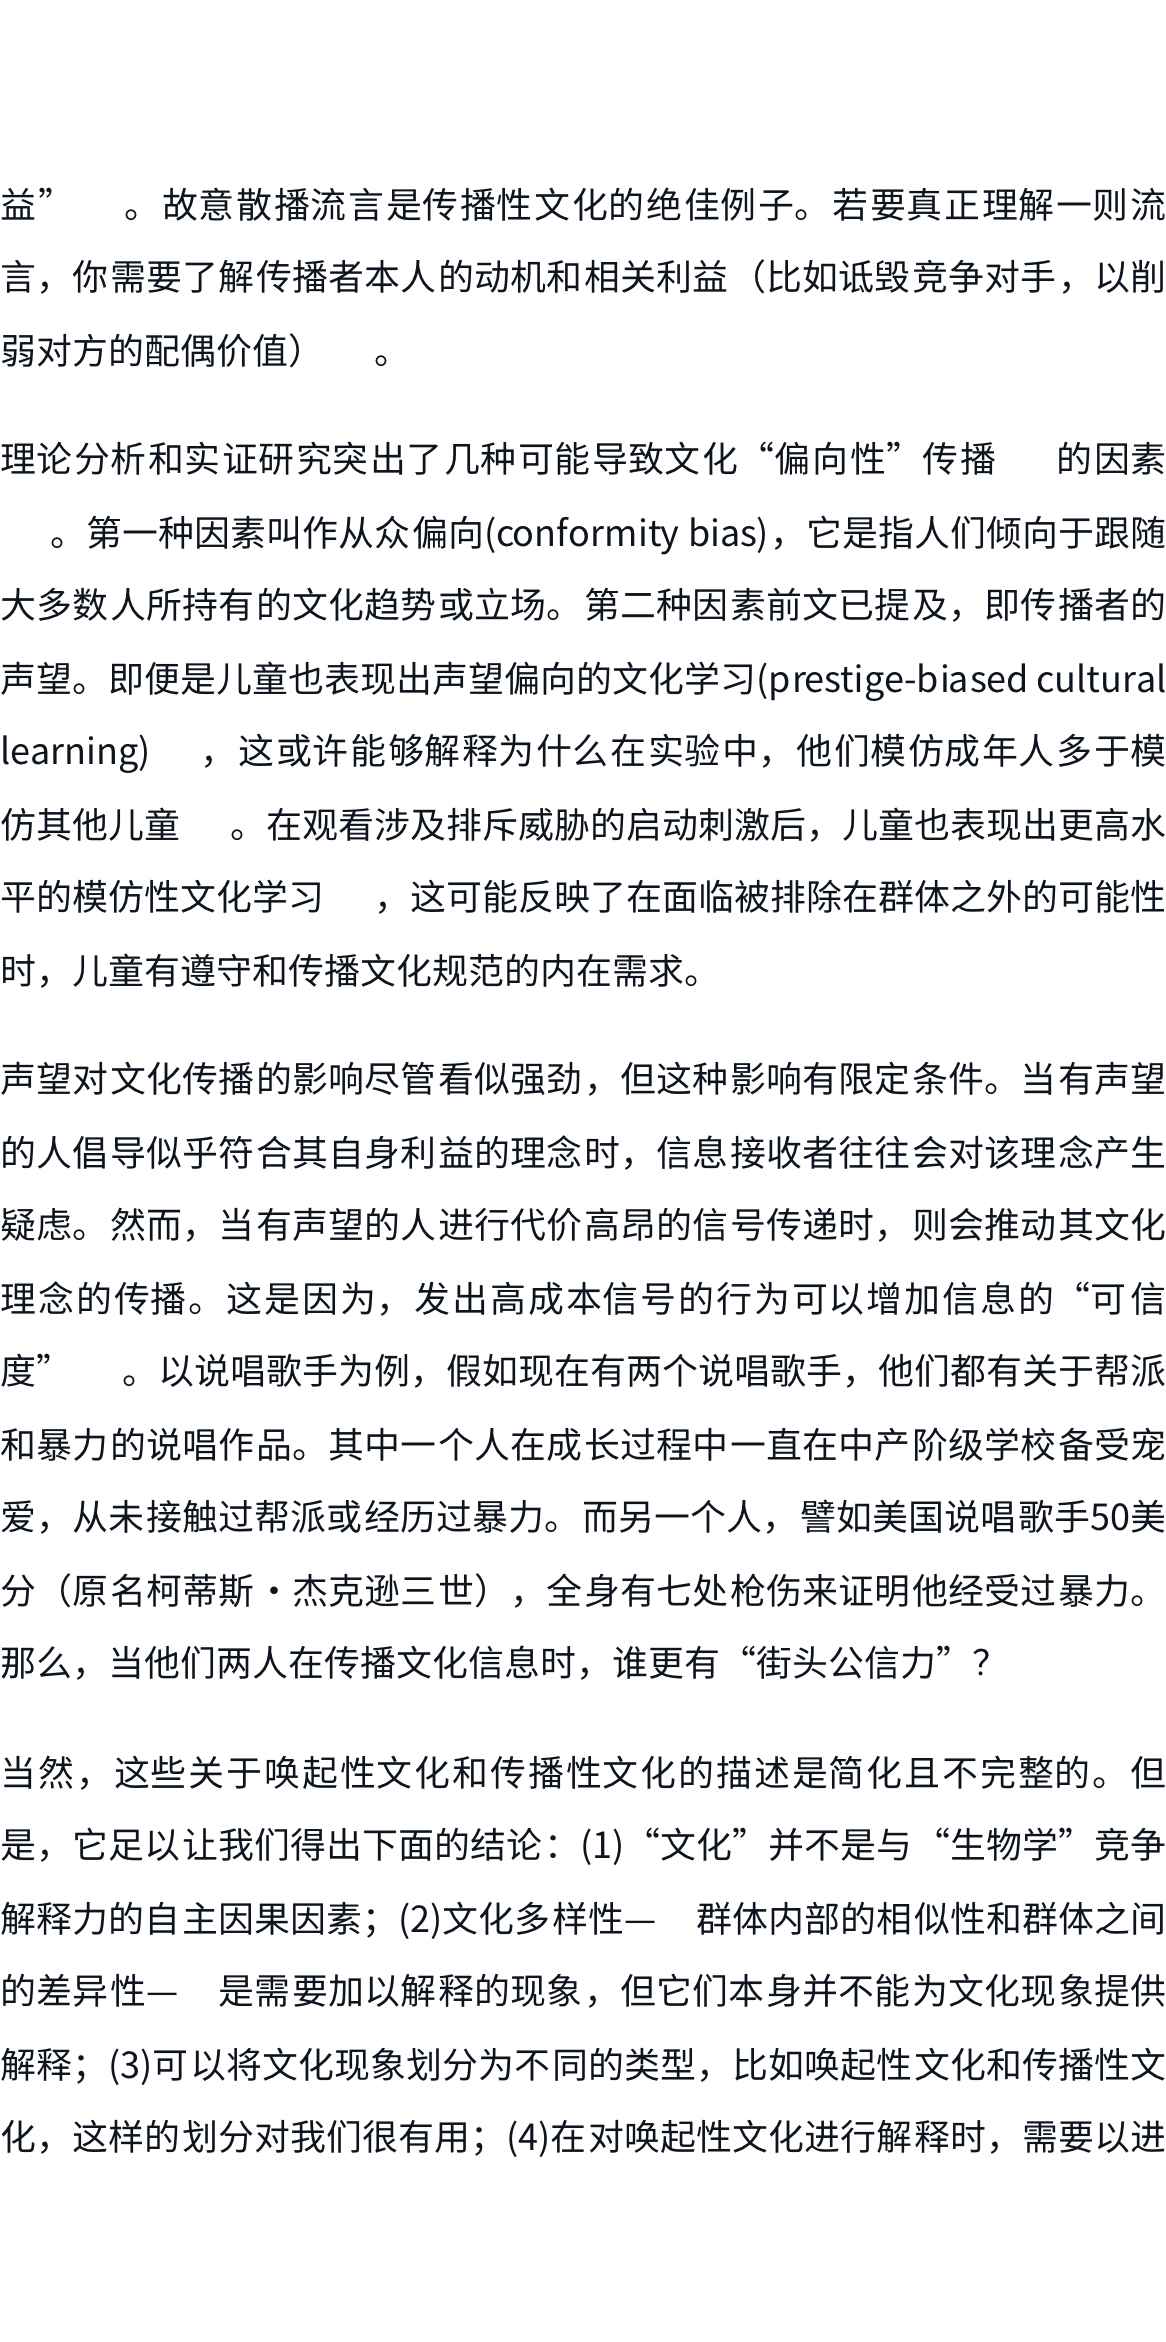 益” 。故意散播流言是传播性文化的绝佳例子。若要真正理解一则流
言，你需要了解传播者本人的动机和相关利益（比如诋毁竞争对手，以削
弱对方的配偶价值） 。
理论分析和实证研究突出了几种可能导致文化“偏向性”传播 的因素
。第一种因素叫作从众偏向(conformity bias)，它是指人们倾向于跟随
大多数人所持有的文化趋势或立场。第二种因素前文已提及，即传播者的
声望。即便是儿童也表现出声望偏向的文化学习(prestige-biased cultural
learning) ，这或许能够解释为什么在实验中，他们模仿成年人多于模
仿其他儿童 。在观看涉及排斥威胁的启动刺激后，儿童也表现出更高水
平的模仿性文化学习 ，这可能反映了在面临被排除在群体之外的可能性
时，儿童有遵守和传播文化规范的内在需求。
声望对文化传播的影响尽管看似强劲，但这种影响有限定条件。当有声望
的人倡导似乎符合其自身利益的理念时，信息接收者往往会对该理念产生
疑虑。然而，当有声望的人进行代价高昂的信号传递时，则会推动其文化
理念的传播。这是因为，发出高成本信号的行为可以增加信息的“可信
度” 。以说唱歌手为例，假如现在有两个说唱歌手，他们都有关于帮派
和暴力的说唱作品。其中一个人在成长过程中一直在中产阶级学校备受宠
爱，从未接触过帮派或经历过暴力。而另一个人，譬如美国说唱歌手50美
分（原名柯蒂斯·杰克逊三世），全身有七处枪伤来证明他经受过暴力。
那么，当他们两人在传播文化信息时，谁更有“街头公信力”？
当然，这些关于唤起性文化和传播性文化的描述是简化且不完整的。但
是，它足以让我们得出下面的结论：(1)“文化”并不是与“生物学”竞争
解释力的自主因果因素；(2)文化多样性— 群体内部的相似性和群体之间
的差异性— 是需要加以解释的现象，但它们本身并不能为文化现象提供
解释；(3)可以将文化现象划分为不同的类型，比如唤起性文化和传播性文
化，这样的划分对我们很有用；(4)在对唤起性文化进行解释时，需要以进